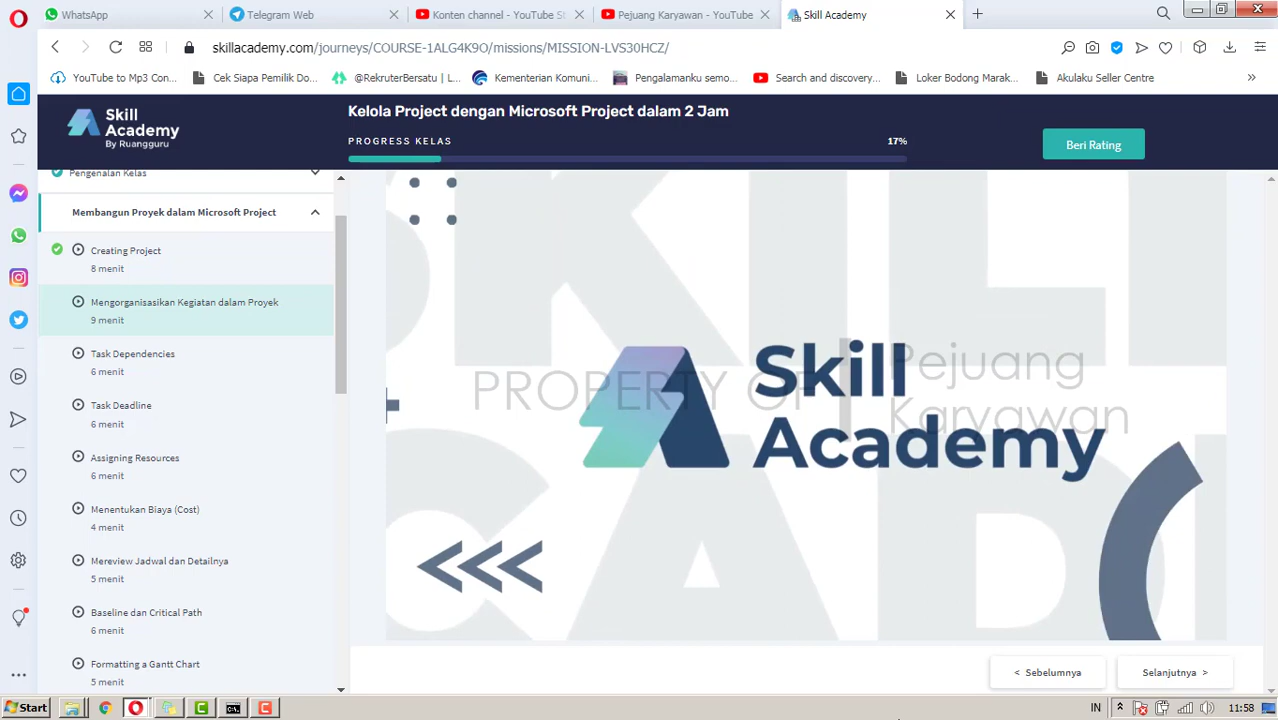 WhatsApp
Telegram Web
Konten channel - YouTube St
Pejuang Karyawan - YouTube
Skill Academy
skillacademy.com/journeys/COURSE-1ALG4K9O/missions/MISSION-LVS30HCZ/
YouTube to Mp3 Con...
Cek Siapa Pemilik Do...
@RekruterBersatu | L...
Kementerian Komuni...
Pengalamanku semo...
Search and discovery...
Loker Bodong Marak...
Akulaku Seller Centre
Skill
Academy
By Ruangguru
Kelola Project dengan Microsoft Project dalam 2 Jam
PROGRESS KELAS
17%
Beri Rating
Pengenalan Kelas
Membangun Proyek dalam Microsoft Project
Creating Project
8 menit
Mengorganisasikan Kegiatan dalam Proyek
9 menit
Task Dependencies
6 menit
Task Deadline
6 menit
Assigning Resources
6 menit
Menentukan Biaya (Cost)
4 menit
Mereview Jadwal dan Detailnya
5 menit
Baseline dan Critical Path
6 menit
Formatting a Gantt Chart
5 menit
Skill
Academy
PROPERTY OF
Pejuang
Karyawan
< Sebelumnya
Selanjutnya >
Start
IN
11:58